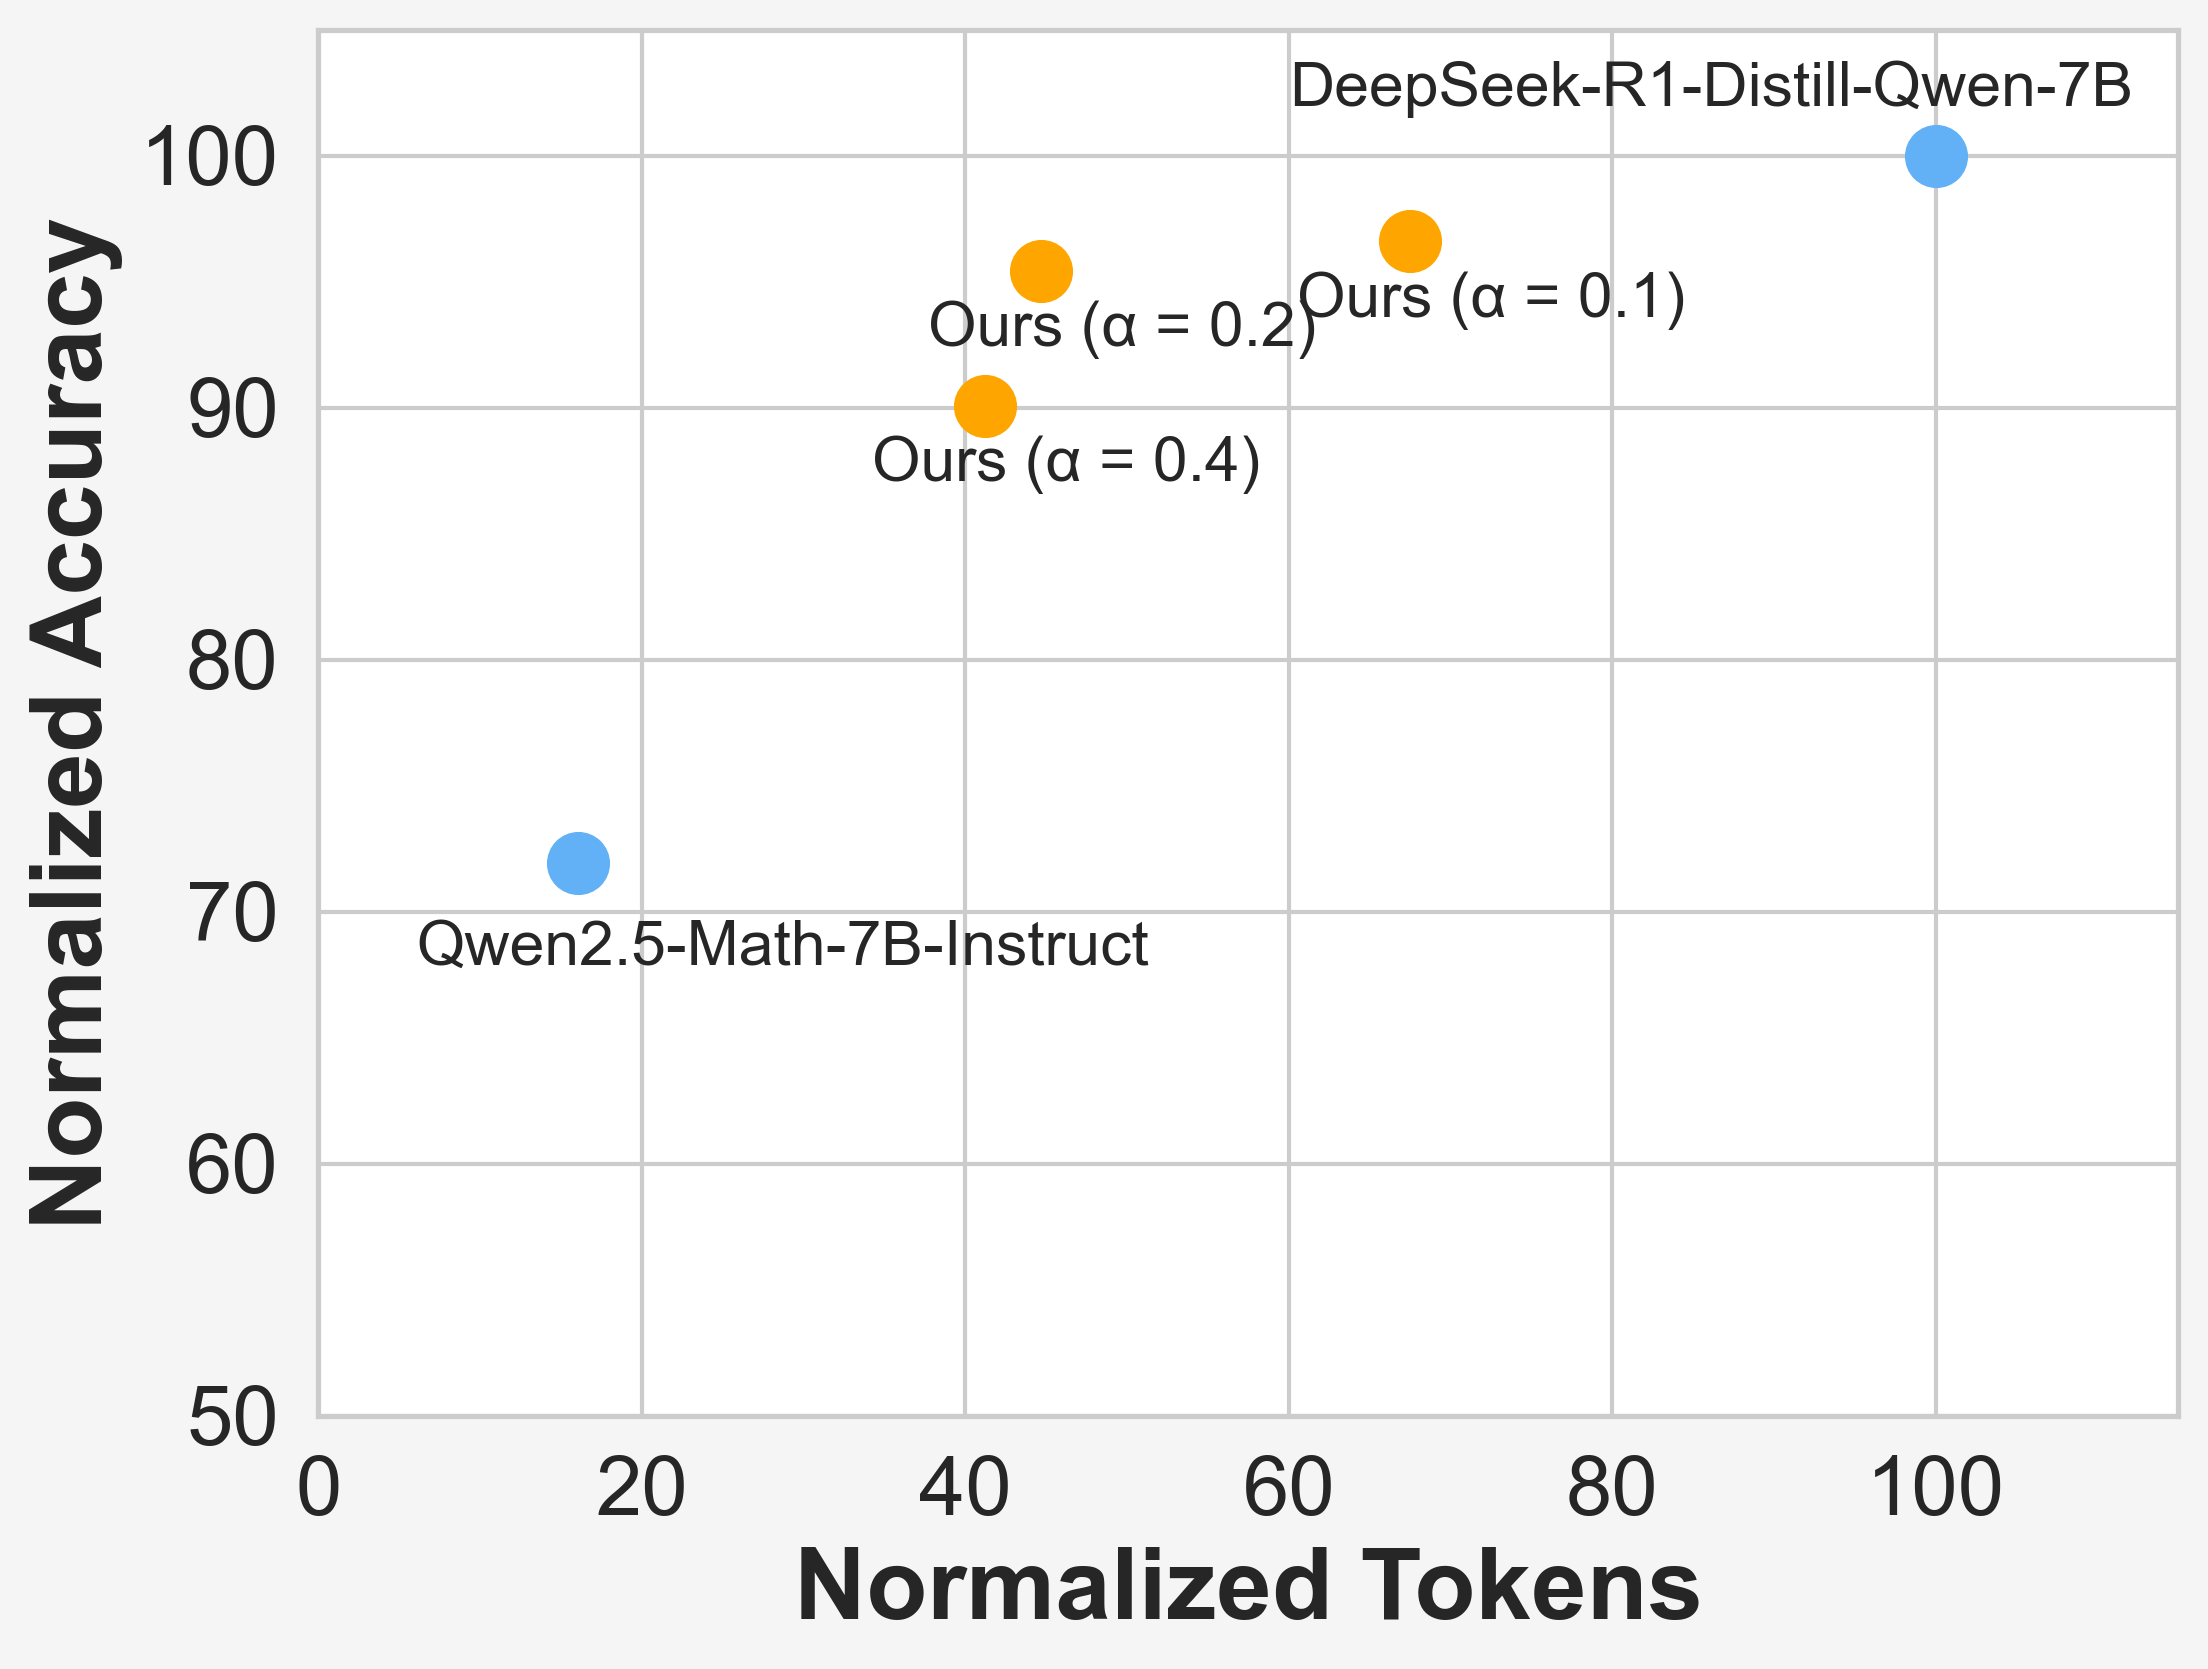 DeepSeek-R1-Distill-Qwen-7B
100
Ours (α = 0.1)
Ours (α = 0.2)
90
Ours (α = 0.4)
80
70
Qwen2.5-Math-7B-Instruct
60
50
Normalized Accuracy
0 20 40 60 80 100
Normalized Tokens